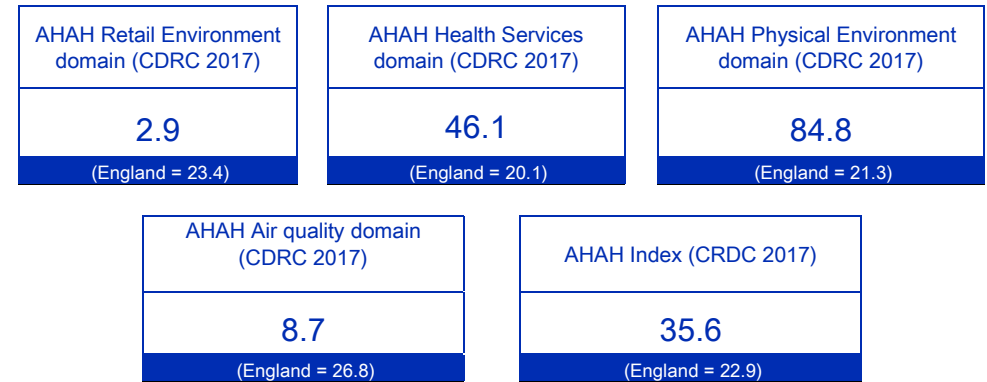 AHAH Retail Environment
domain (CDRC 2017)
2.9
(England = 23.4)
AHAH Health Services
domain (CDRC 2017)
46.1
(England = 20.1)
AHAH Physical Environment
domain (CDRC 2017)
84.8
(England = 21.3)
AHAH Air quality domain
(CDRC 2017)
8.7
(England = 26.8)
AHAH Index (CRDC 2017)
35.6
(England = 22.9)